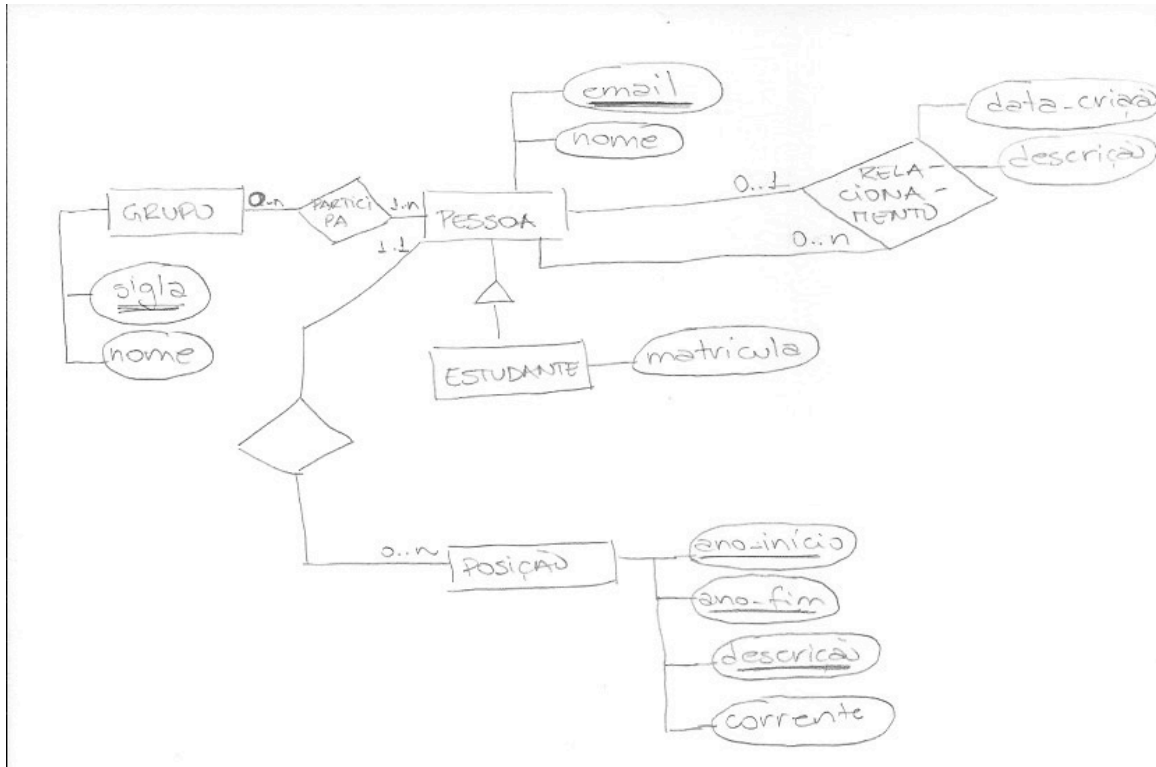 email
nome
data_criaçã
descrição
0..1
RELA-
CIONA-
MENTO
0..n
GRUPO
0..n
PARTICI
PA
1..n
PESSOA
1..1
sigla
nome
ESTUDANTE
matricula
0..n
POSIÇÃO
ano_início
ano_fim
descrição
corrente